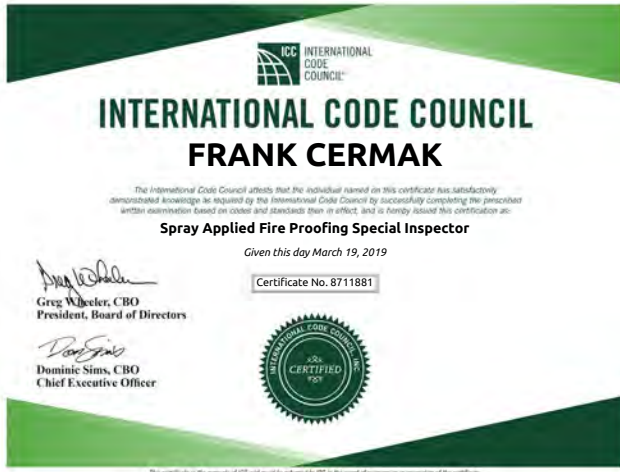 ICC INTERNATIONAL
CODE
COUNCIL®
INTERNATIONAL CODE COUNCIL
FRANK CERMAK
The International Code Council attests that the individual named on this certificate has satisfactorily
demonstrated knowledge as required by the International Code Council by successfully completing the prescribed
written examination based on codes and standards then in effect, and is hereby issued this certification as:
Spray Applied Fire Proofing Special Inspector
Given this day March 19, 2019
Certificate No. 8711881
Greg Wheeler
Greg Wheeler, CBO
President, Board of Directors
Dominic Sims, CBO
Chief Executive Officer
INTERNATIONAL CODE COUNCIL, INC
CERTIFIED